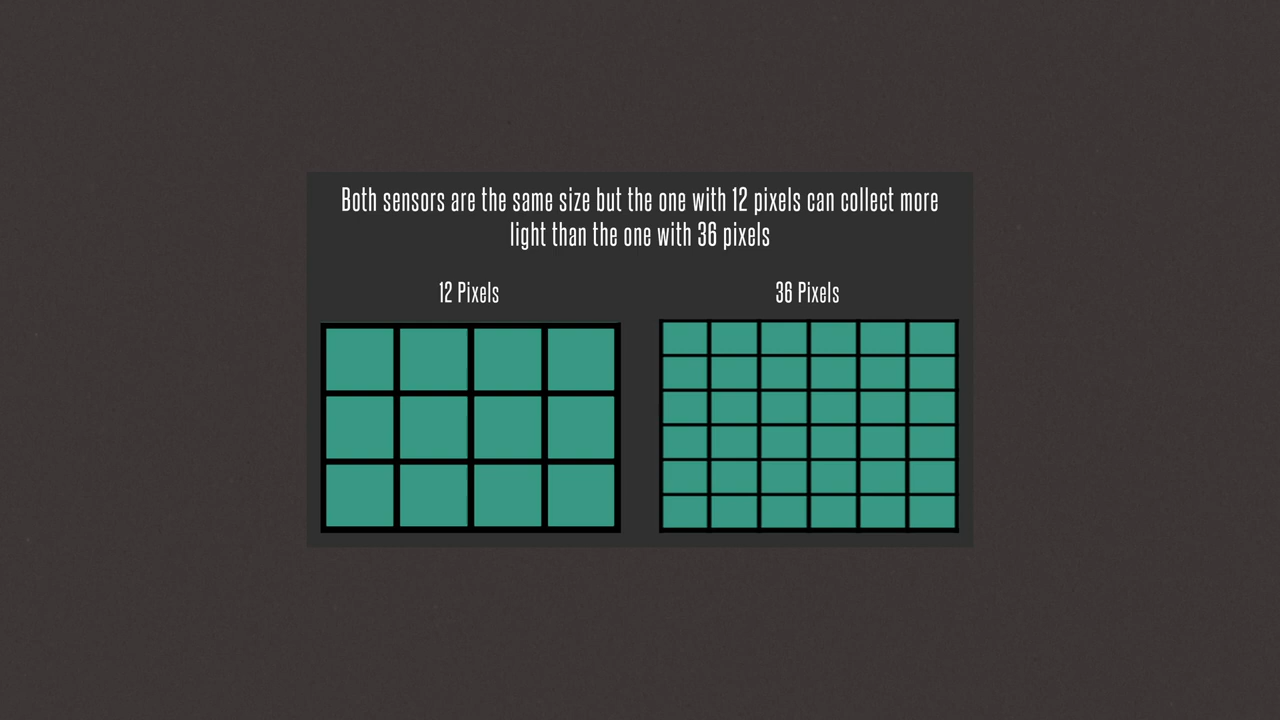 Both sensors are the same size but the one with 12 pixels can collect more
light than the one with 36 pixels
12 Pixels
36 Pixels